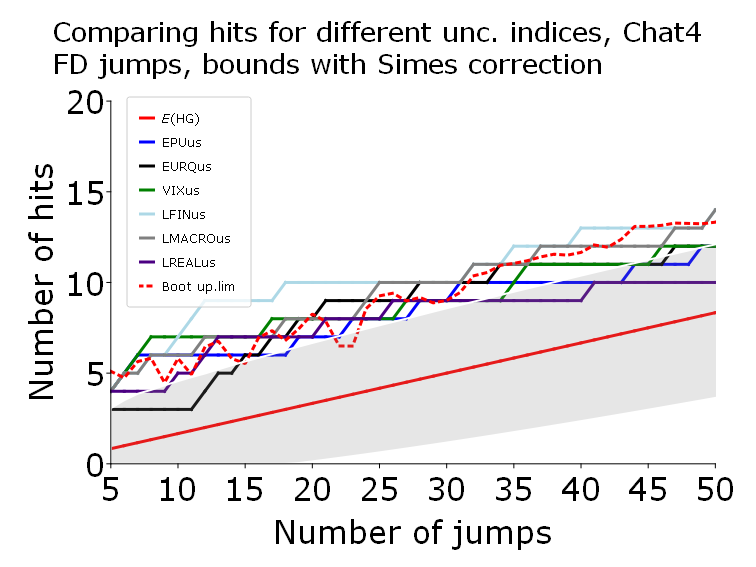 Comparing hits for different unc. indices, Chat4
FD jumps, bounds with Simes correction
Number of hits
20
15
10
5
0
E(HG)
EPUus
EURQus
VIXus
LFINus
LMACROus
LREALus
Boot up.lim
5 10 15 20 25 30 35 40 45 50
Number of jumps